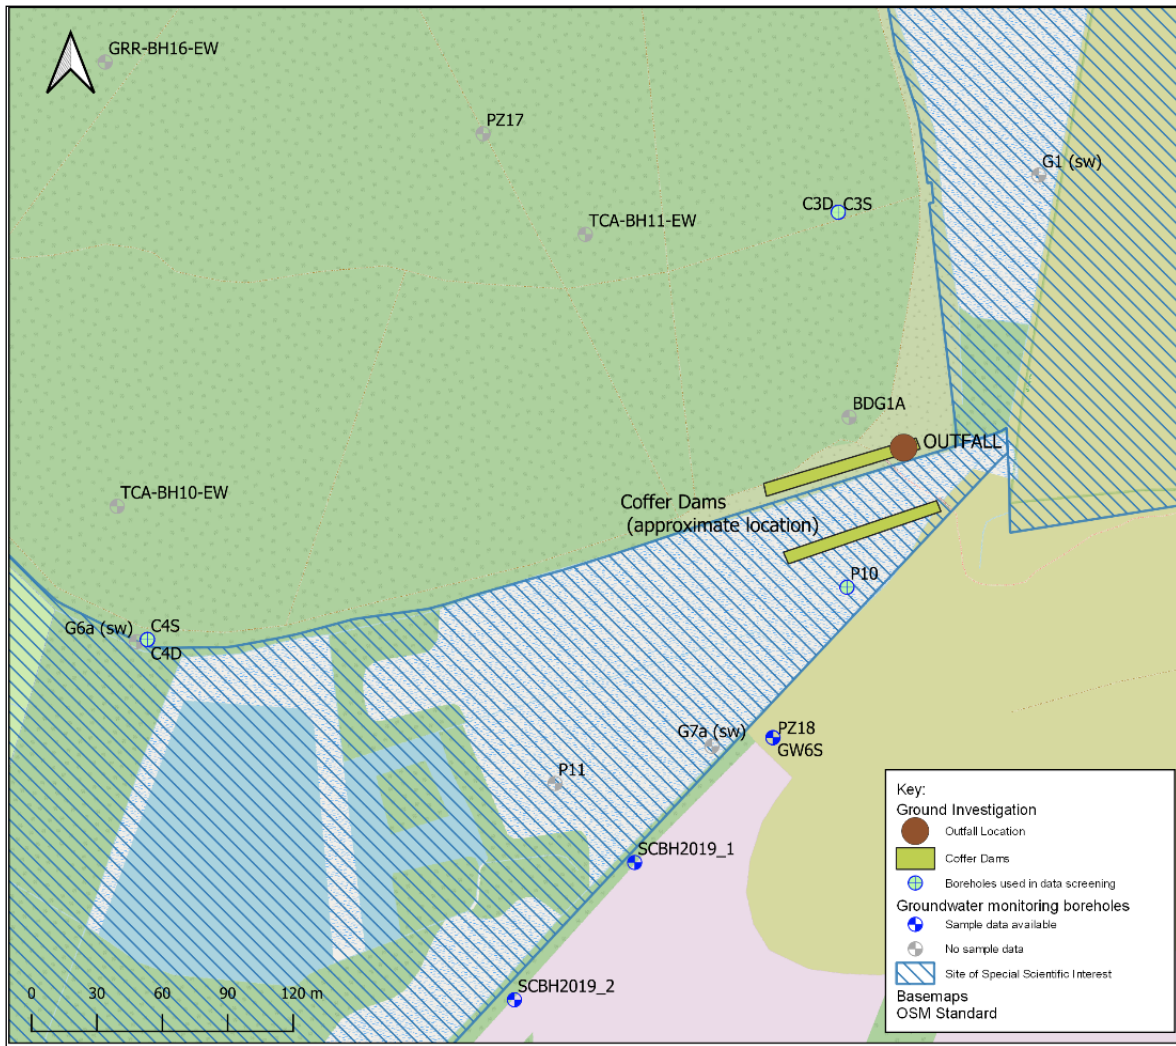 GRR-BH16-EW
PZ17
G1 (sw)
C3D C3S
TCA-BH11-EW
BDG1A
OUTFALL
TCA-BH10-EW
Coffer Dams
(approximate location)
P10
C4S
G6a (sw)
C4D
G7a (sw)
PZ18
GW6S
P11
SCBH2019_1
SCBH2019_2
0 30 60 90 120 m
Key:
Ground Investigation
Outfall Location
Coffer Dams
Boreholes used in data screening
Groundwater monitoring boreholes
Sample data available
No sample data
Site of Special Scientific Interest
Basemaps
OSM Standard